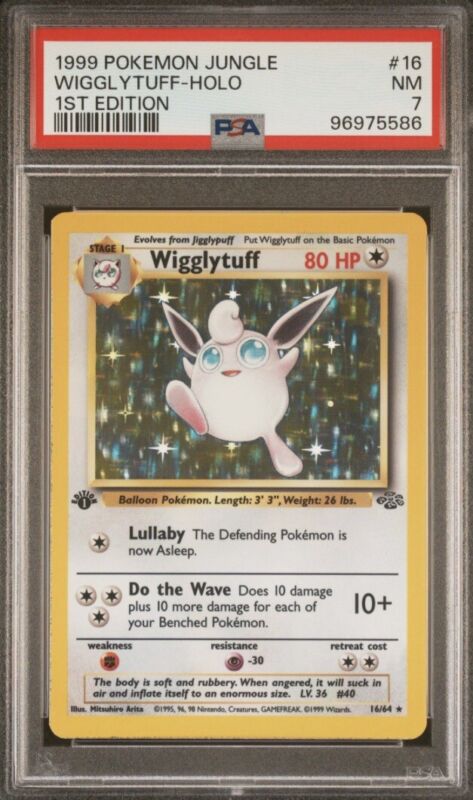 1999 POKEMON JUNGLE #16
WIGGLYTUFF-HOLO NM
1ST EDITION 7
PSA 96975586
Evolves from Jigglypuff Put Wigglytuff on the Basic Pokémon
STAGE 1
Wigglytuff 80 HP
EDITION
1
Balloon Pokémon. Length: 3' 3", Weight: 26 lbs.
Lullaby The Defending Pokémon is
now Asleep.
Do the Wave Does 10 damage
plus 10 more damage for each of
your Benched Pokémon.
10+
weakness resistance retreat cost
-30
The body is soft and rubbery. When angered, it will suck in
air and inflate itself to an enormous size. LV. 36 #40
Illus. Mitsuhiro Arita ©1995, 96, 98 Nintendo, Creatures, GAMEFREAK. ©1999 Wizards. 16/64 ★
PSA